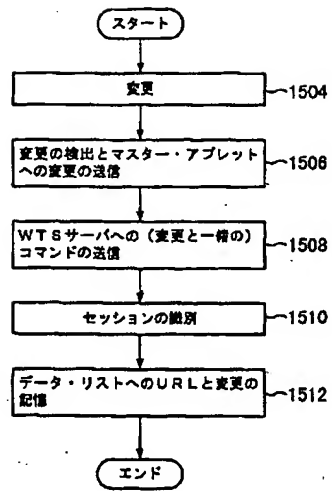 スタート
変更
1504
変更の検出とマスター・アプレット
への変更の送信
1506
WTSサーバへの(変更と一緒の)
コマンドの送信
1508
セッションの識別
1510
データ・リストへのURLと変更の
記憶
1512
エンド